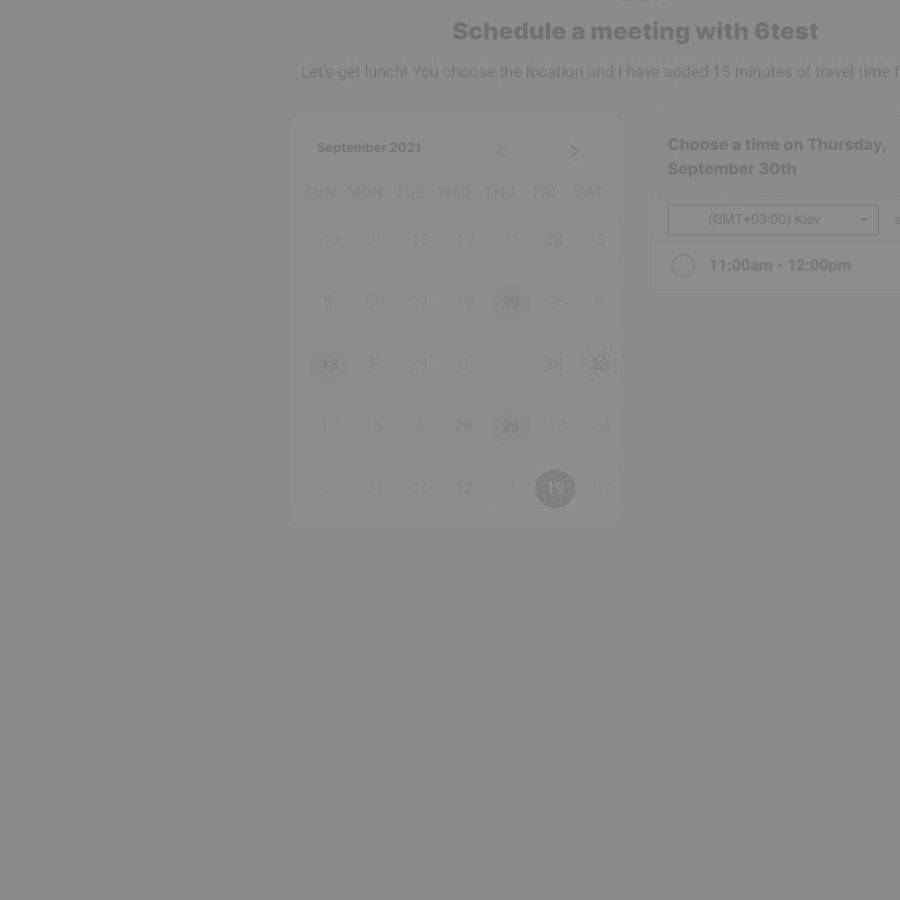 Schedule a meeting with 6test
Let's get lunch! You choose the location and I have added 15 minutes of travel time f
September 2021
SUN MON TUE WED THU FRI SAT
13 20 18 17 11 28 5
5 30 29 16 30 26 8
13 5 29 8 7 28 22
17 16 4 28 29 13 24
6 31 24 12 2 19 27
Choose a time on Thursday,
September 30th
(GMT+03:00) Kiev
11:00am - 12:00pm